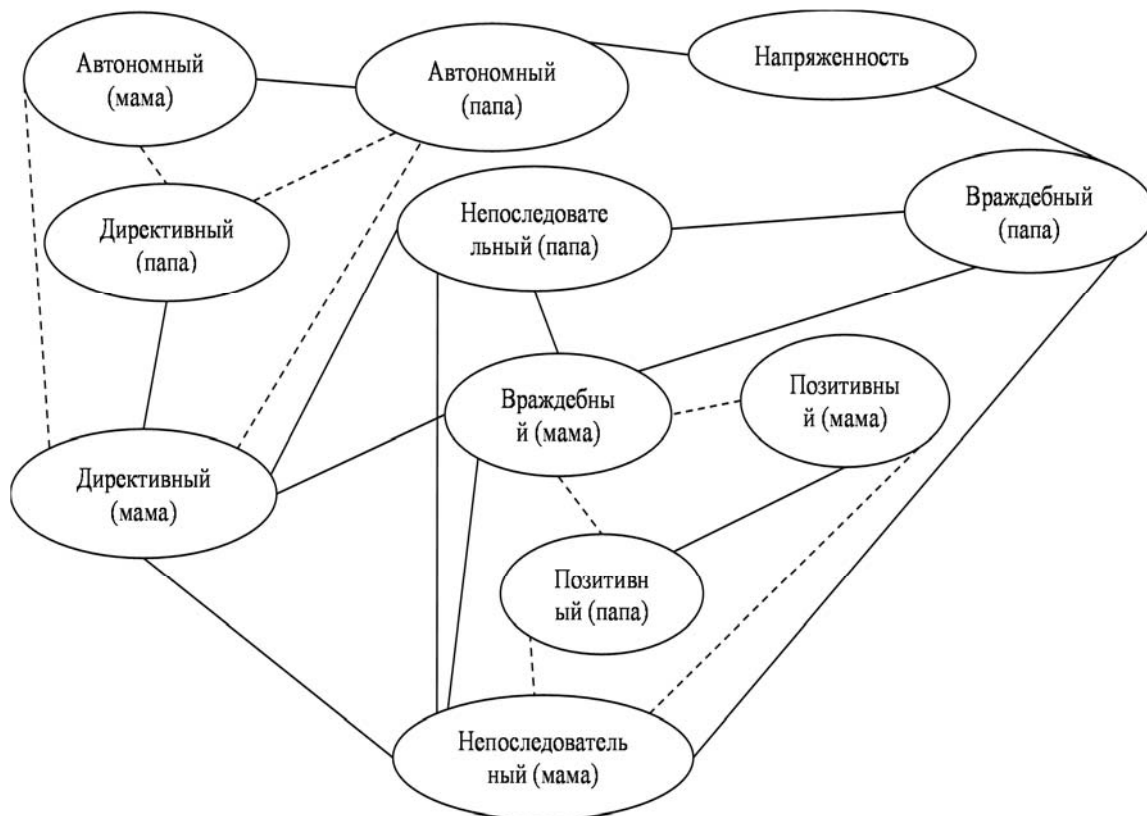 Автономный
(мама)
Автономный
(папа)
Напряженность
Директивный
(папа)
Непоследовате
льный (папа)
Враждебный
(папа)
Враждебны
й (мама)
Позитивны
й (мама)
Директивный
(мама)
Позитивн
ый (папа)
Непоследователь
ный (мама)